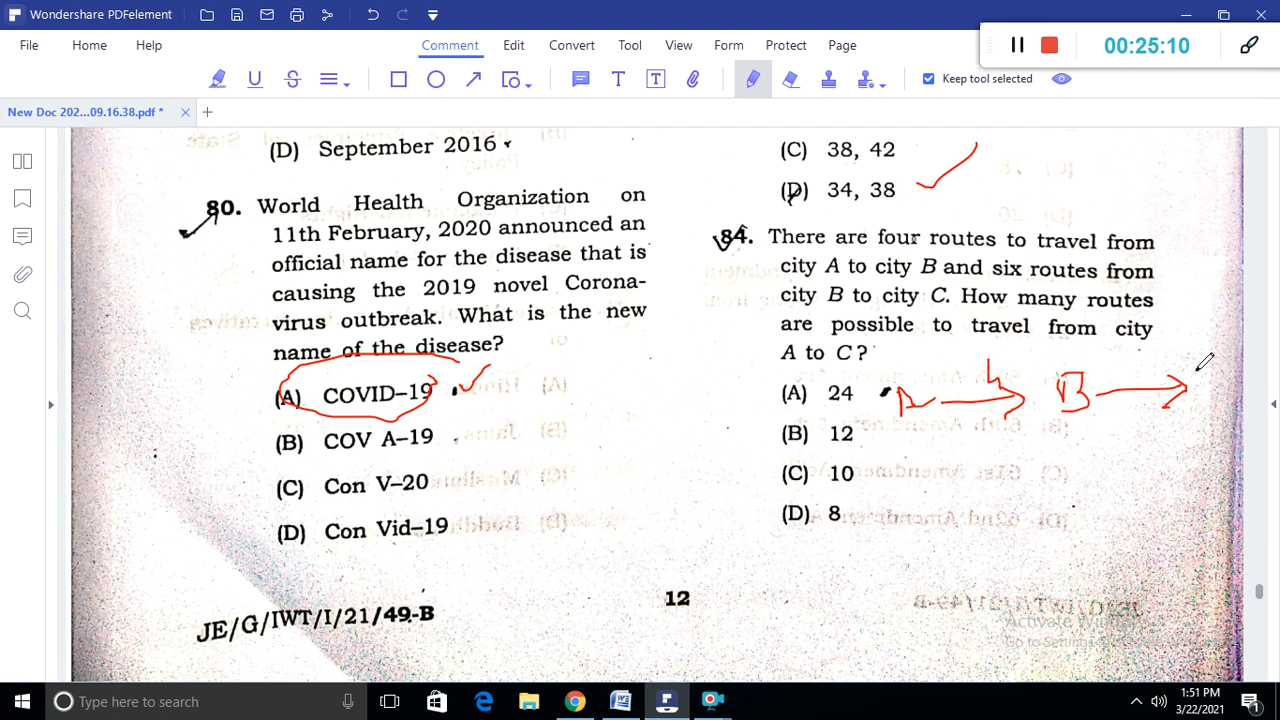 Wondershare PDFelement
File Home Help
Comment Edit Convert Tool View Form Protect Page
00:25:10
Keep tool selected
New Doc 202...09.16.38.pdf *
(D) September 2016
80. World Health Organization on
11th February, 2020 announced an
official name for the disease that is
causing the 2019 novel Corona-
virus outbreak. What is the new
name of the disease?
(A) COVID–19
(B) COV A–19
(C) Con V–20
(D) Con Vid–19
JE/G/IWT/I/21/49-B
12
(C) 38, 42
(D) 34, 38
84. There are four routes to travel from
city A to city B and six routes from
city B to city C. How many routes
are possible to travel from city
A to C?
(A) 24
A 4 B
(B) 12
(C) 10
(D) 8
Activate Win
Go to Settings
Type here to search
1:51 PM
3/22/2021